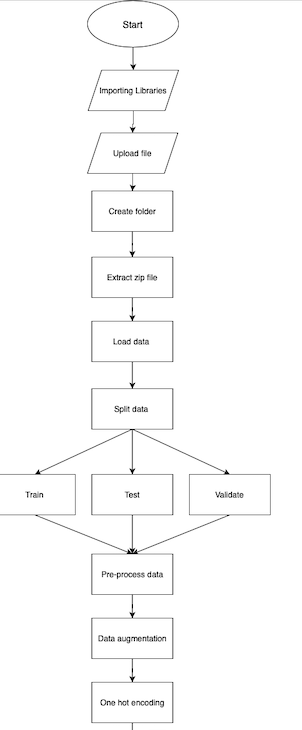 Start
Importing Libraries
Upload file
Create folder
Extract zip file
Load data
Split data
Train
Test
Validate
Pre-process data
Data augmentation
One hot encoding